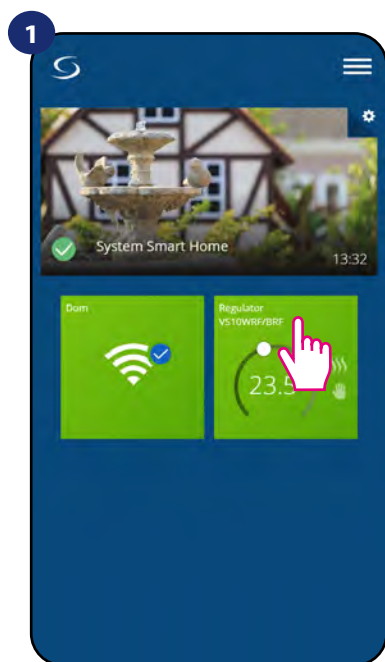 1
System Smart Home
13:32
Dom
Regulator
VS10WRF/BRF
23.5